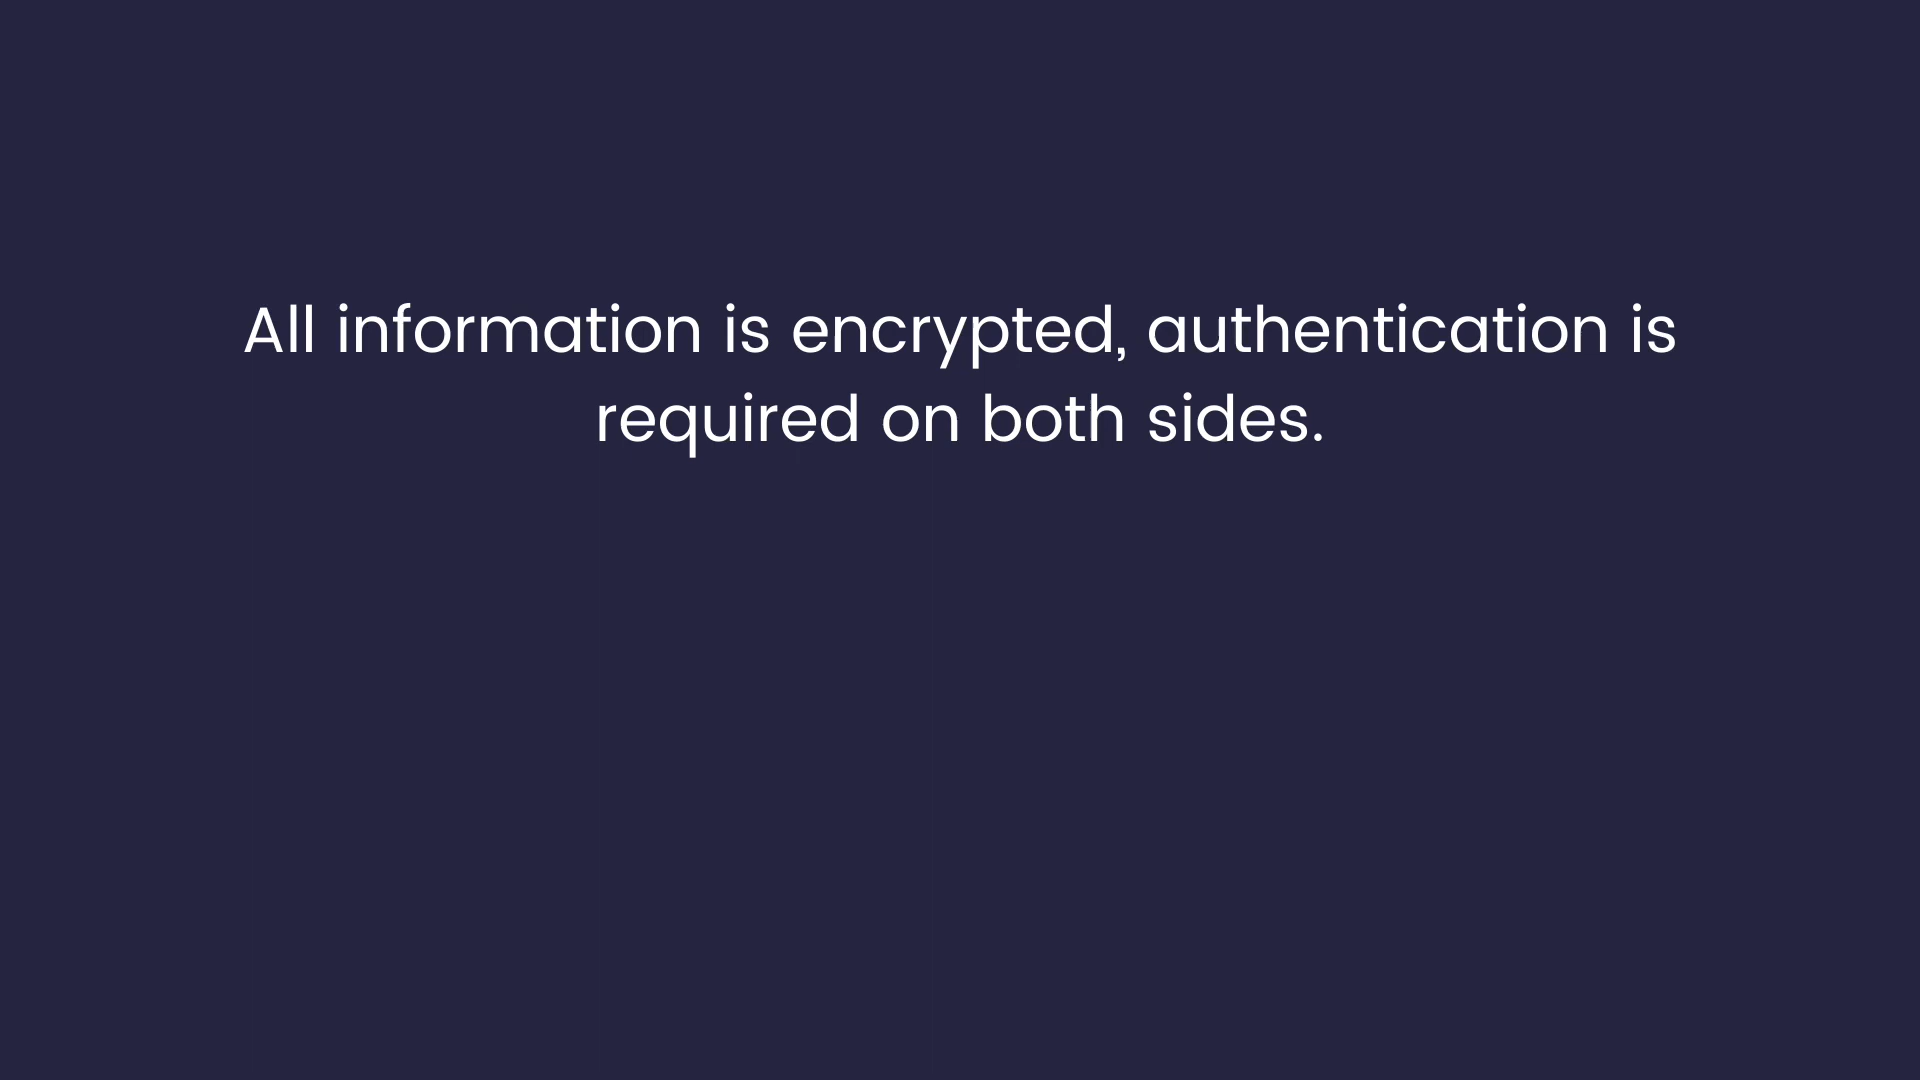 All information is encrypted, authentication is
required on both sides.